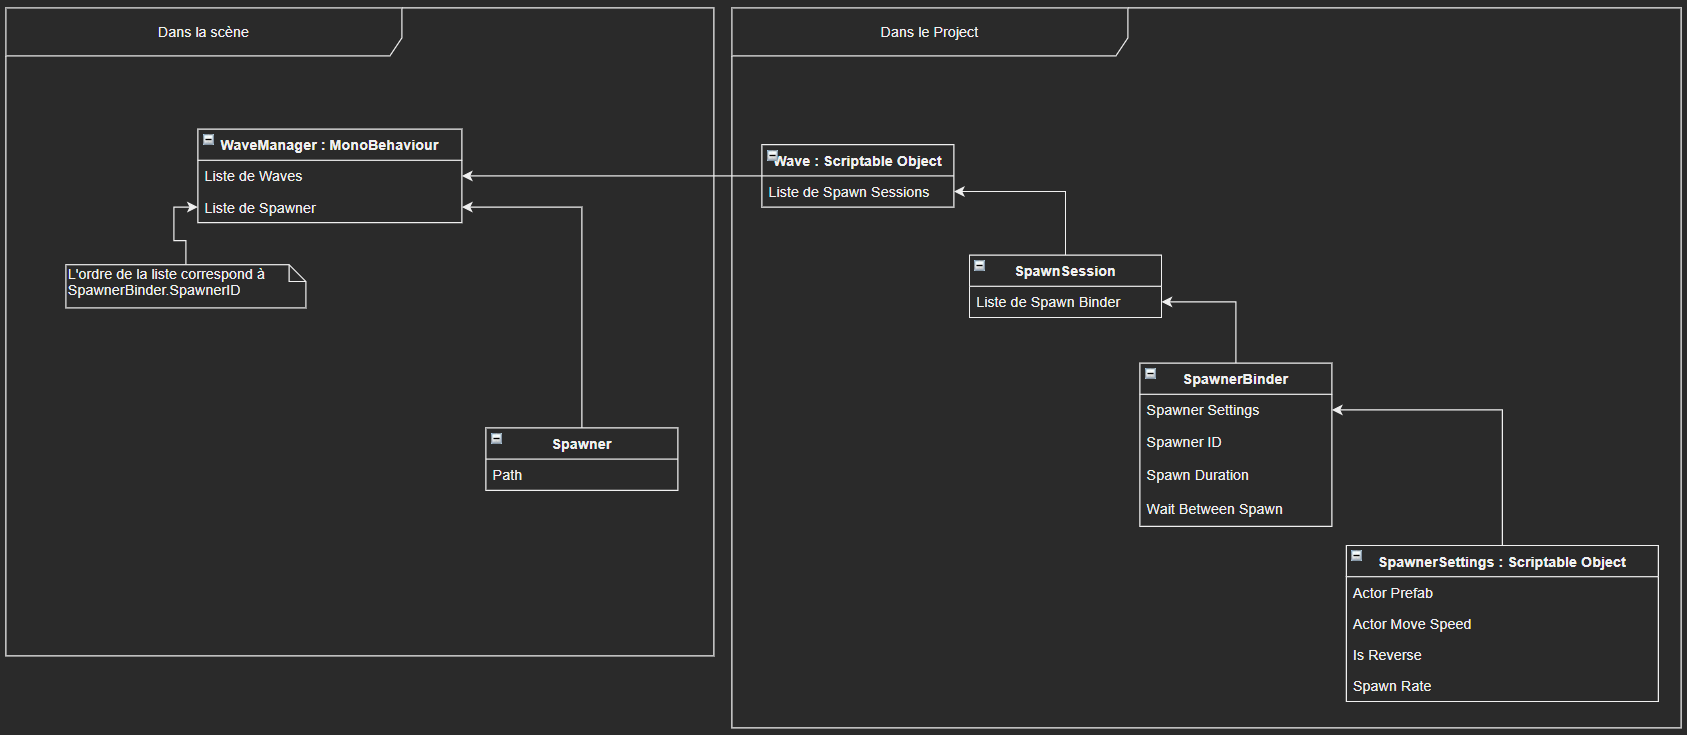 Dans la scène
WaveManager : MonoBehaviour
Liste de Waves
Liste de Spawner
L'ordre de la liste correspond à
SpawnerBinder.SpawnerID
Spawner
Path
Dans le Project
Wave : Scriptable Object
Liste de Spawn Sessions
SpawnSession
Liste de Spawn Binder
SpawnerBinder
Spawner Settings
Spawner ID
Spawn Duration
Wait Between Spawn
SpawnerSettings : Scriptable Object
Actor Prefab
Actor Move Speed
Is Reverse
Spawn Rate